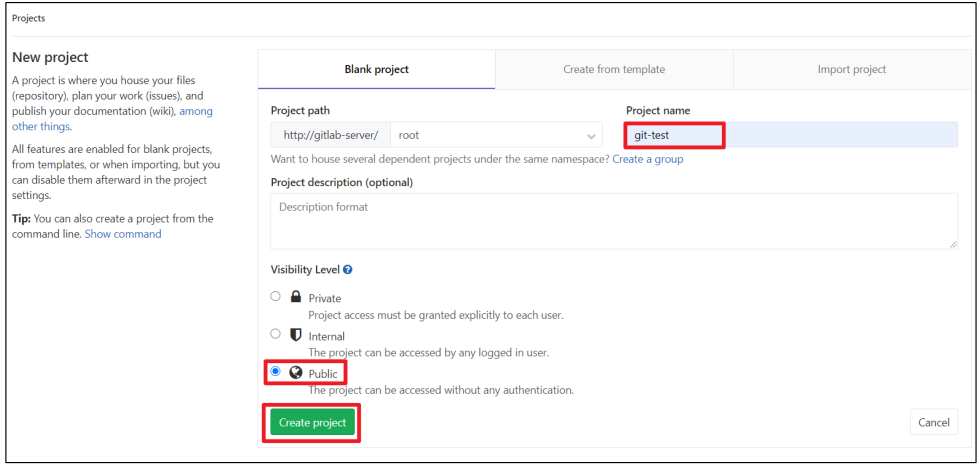 Projects
New project
A project is where you house your files
(repository), plan your work (issues), and
publish your documentation (wiki), among
other things.
All features are enabled for blank projects,
from templates, or when importing, but you
can disable them afterward in the project
settings.
Tip: You can also create a project from the
command line. Show command
Blank project
Create from template
Import project
Project path
Project name
http://gitlab-server/
root
git-test
Want to house several dependent projects under the same namespace? Create a group
Project description (optional)
Description format
Visibility Level
Private
Project access must be granted explicitly to each user.
Internal
The project can be accessed by any logged in user.
Public
The project can be accessed without any authentication.
Create project
Cancel